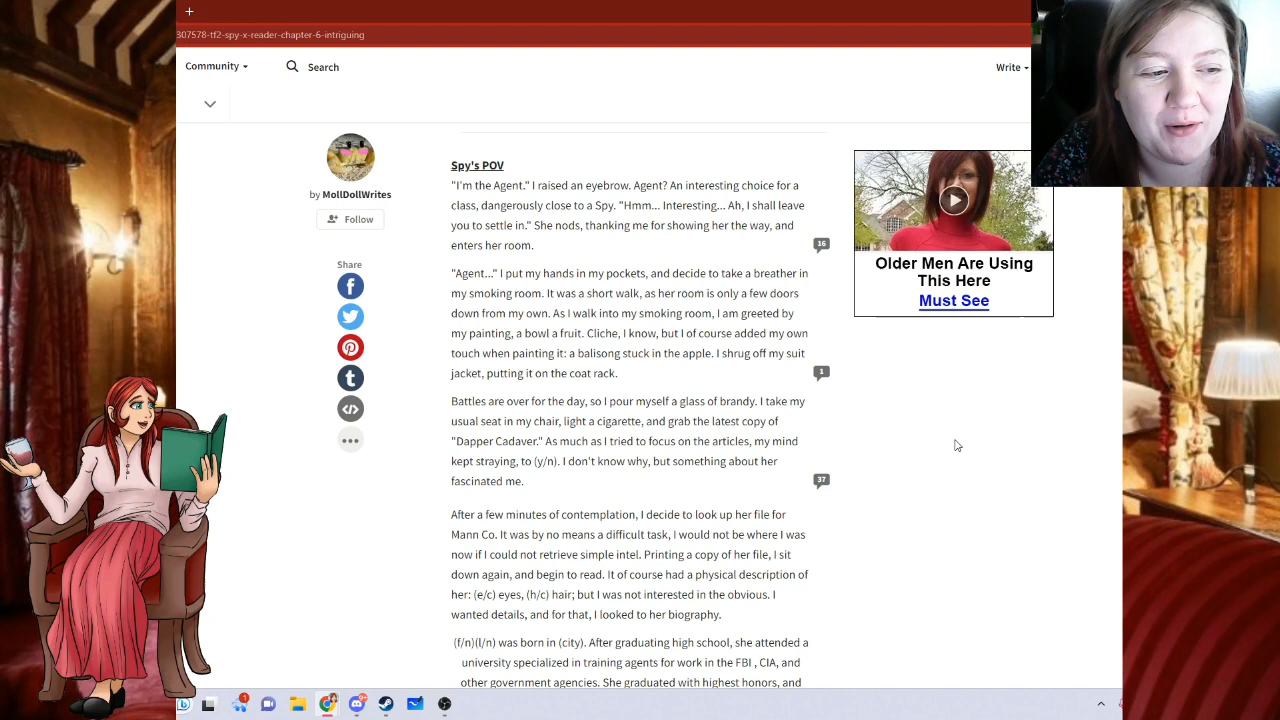 +
307578-tf2-spy-x-reader-chapter-6-intriguing
Community
Search
Write
by MollDollWrites
Follow
Share
Spy's POV
"I'm the Agent." I raised an eyebrow. Agent? An interesting choice for a
class, dangerously close to a Spy. "Hmm... Interesting... Ah, I shall leave
you to settle in." She nods, thanking me for showing her the way, and
enters her room.
16
"Agent..." I put my hands in my pockets, and decide to take a breather in
my smoking room. It was a short walk, as her room is only a few doors
down from my own. As I walk into my smoking room, I am greeted by
my painting, a bowl a fruit. Cliche, I know, but I of course added my own
touch when painting it: a balisong stuck in the apple. I shrug off my suit
jacket, putting it on the coat rack.
1
Battles are over for the day, so I pour myself a glass of brandy. I take my
usual seat in my chair, light a cigarette, and grab the latest copy of
"Dapper Cadaver." As much as I tried to focus on the articles, my mind
kept straying, to (y/n). I don't know why, but something about her
fascinated me.
37
After a few minutes of contemplation, I decide to look up her file for
Mann Co. It was by no means a difficult task, I would not be where I was
now if I could not retrieve simple intel. Printing a copy of her file, I sit
down again, and begin to read. It of course had a physical description of
her: (e/c) eyes, (h/c) hair; but I was not interested in the obvious. I
wanted details, and for that, I looked to her biography.
(f/n)(l/n) was born in (city). After graduating high school, she attended a
university specialized in training agents for work in the FBI , CIA, and
other government agencies. She graduated with highest honors, and
Older Men Are Using
This Here
Must See